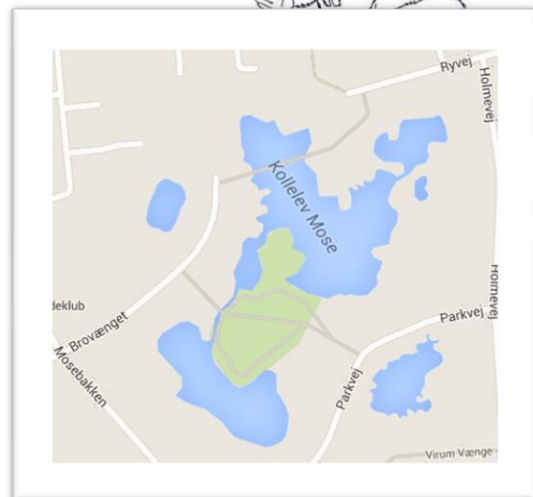 Ryvej
Holmevej
Kollelev Mose
Holmevej
deklub
Parkvej
Brovænget
Mosebakken
Parkvej
Virum Vænge